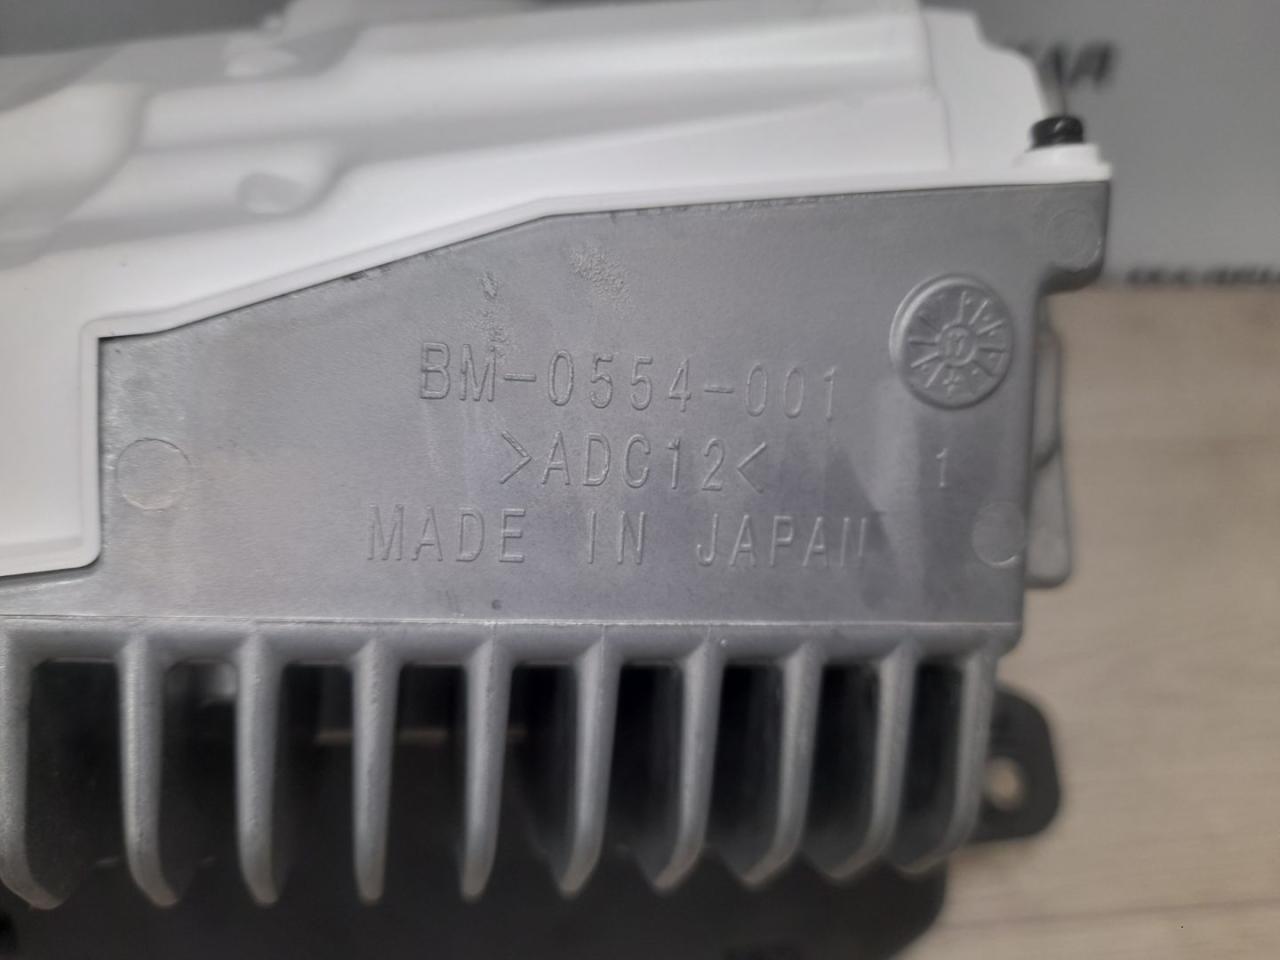 BM-0554-001
>ADC12<
1
MADE IN JAPAN